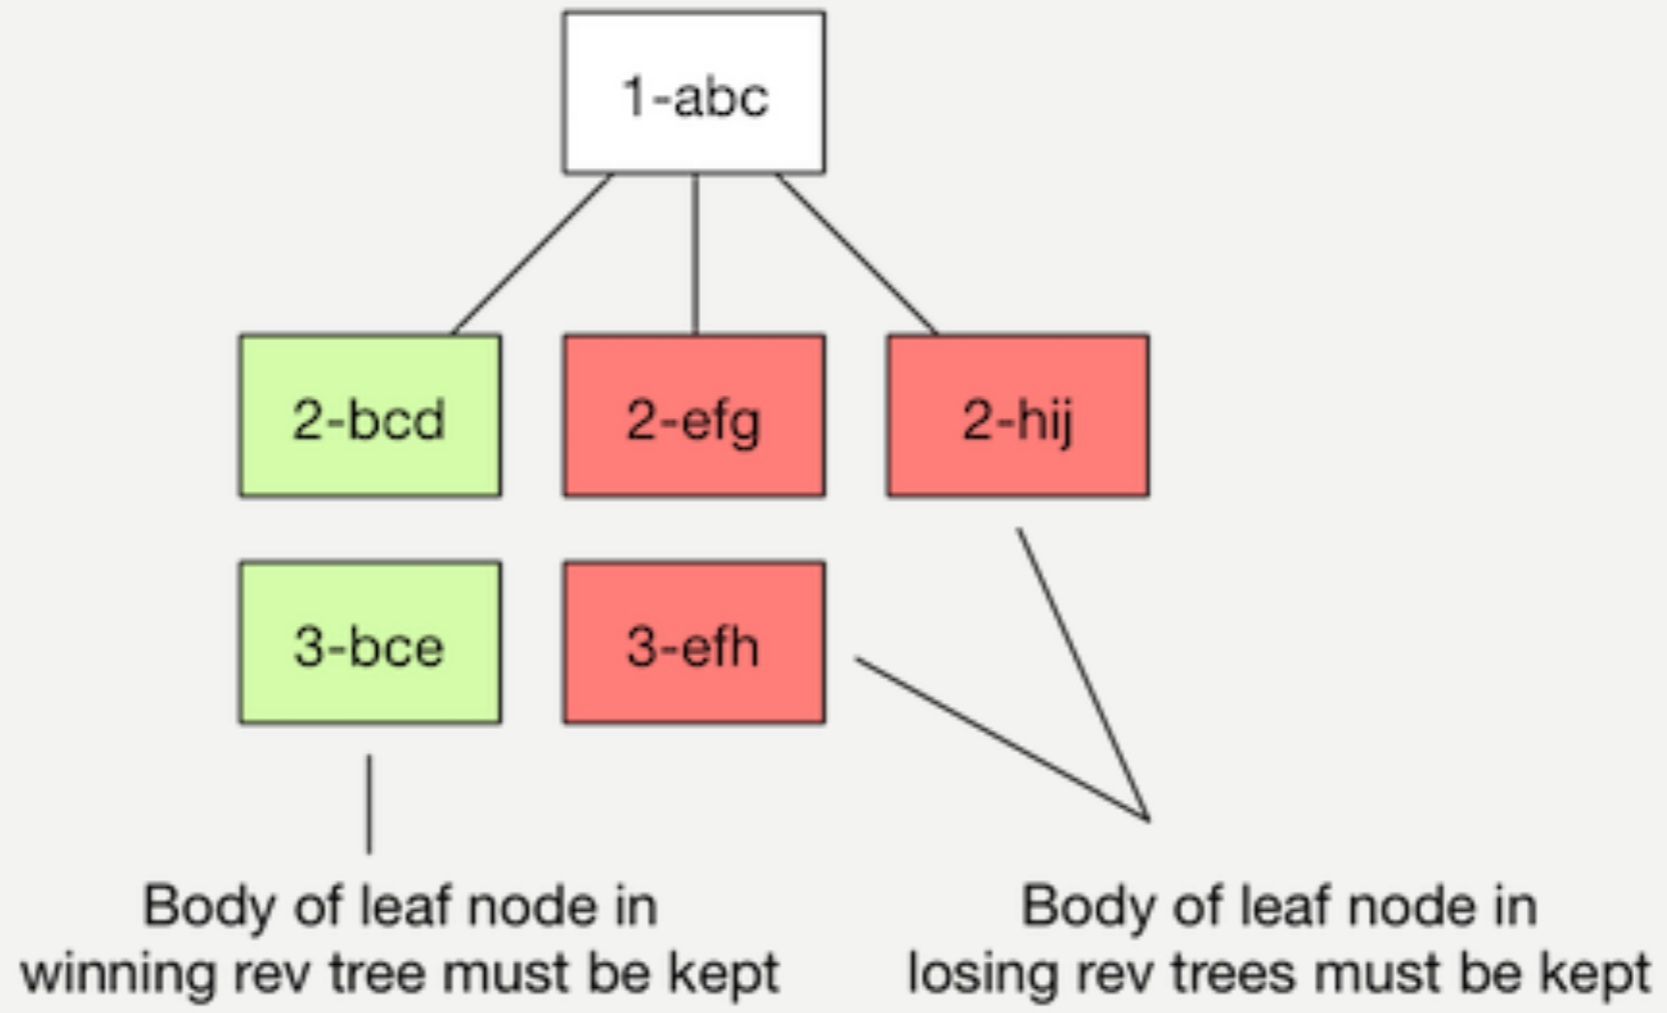 1-abc
2-bcd
2-efg
2-hij
3-bce
3-efh
Body of leaf node in
winning rev tree must be kept
Body of leaf node in
losing rev trees must be kept